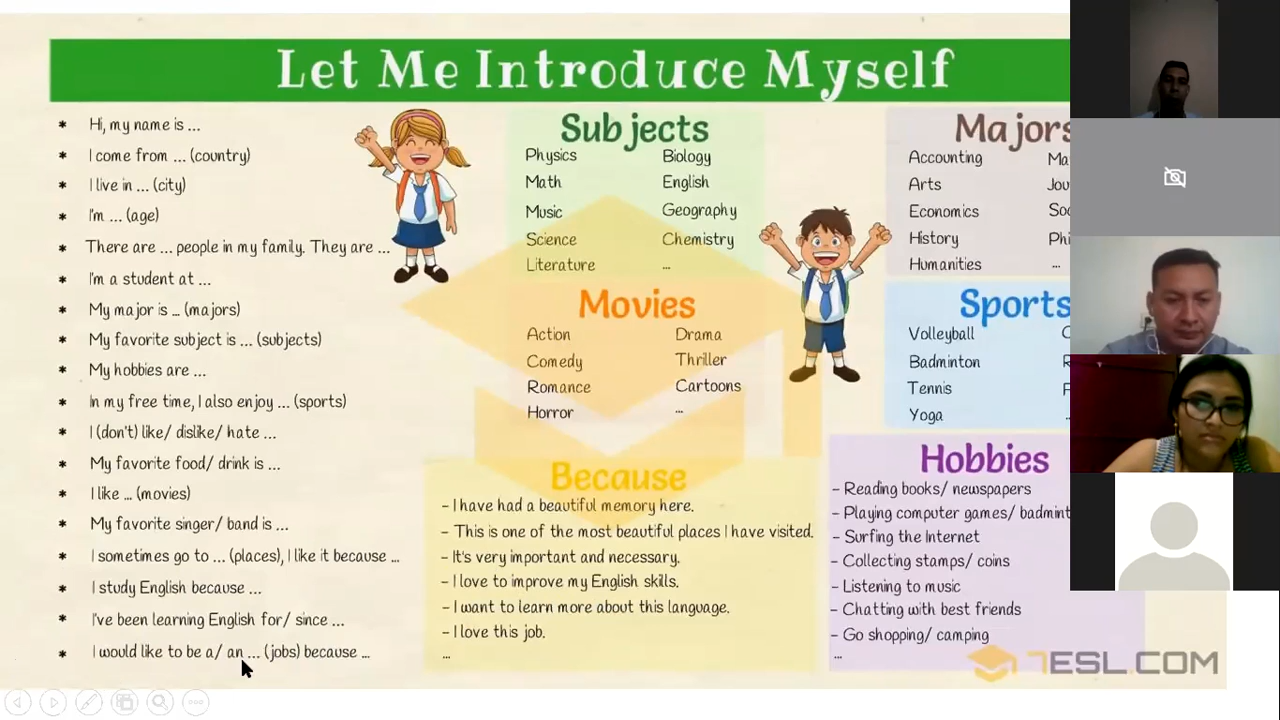 Let Me Introduce Myself
* Hi, my name is ...
* I come from ... (country)
* I live in ... (city)
* I'm ... (age)
* There are ... people in my family. They are ...
* I'm a student at ...
* My major is ... (majors)
* My favorite subject is ... (subjects)
* My hobbies are ...
* In my free time, I also enjoy ... (sports)
* I (don't) like/ dislike/ hate ...
* My favorite food/ drink is ...
* I like ... (movies)
* My favorite singer/ band is ...
* I sometimes go to ... (places), I like it because ...
* I study English because ...
* I've been learning English for/ since ...
* I would like to be a/ an ... (jobs) because ...
Subjects
Physics Biology
Math English
Music Geography
Science Chemistry
Literature ...
Movies
Action Drama
Comedy Thriller
Romance Cartoons
Horror ...
Because
- I have had a beautiful memory here.
- This is one of the most beautiful places I have visited.
- It's very important and necessary.
- I love to improve my English skills.
- I want to learn more about this language.
- I love this job.
...
Majors
Accounting
Arts
Economics
History
Humanities ...
Sports
Volleyball
Badminton
Tennis
Yoga
Hobbies
- Reading books/ newspapers
- Playing computer games/
- Surfing the Internet
- Collecting stamps/ coins
- Listening to music
- Chatting with best friends
- Go shopping/ camping
...
7ESL.COM